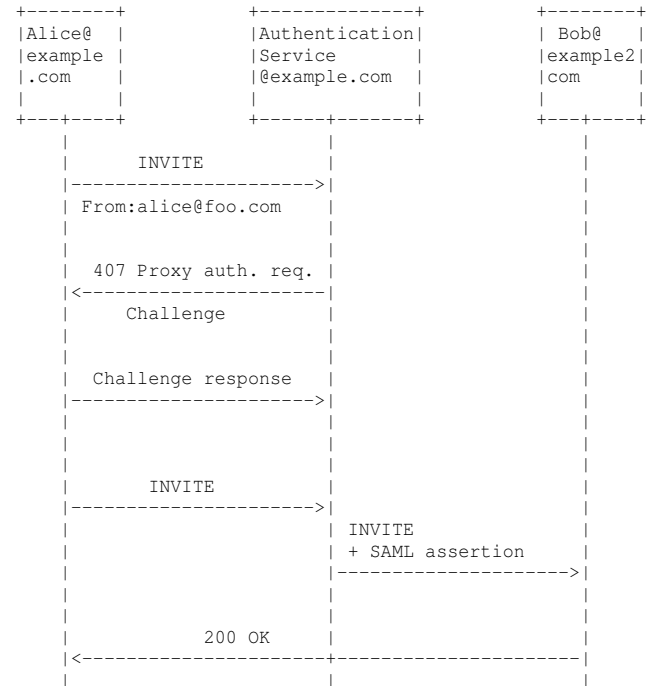 Alice@ Authentication Bob@
example Service example2
.com @example.com com
INVITE
From:alice@foo.com
407 Proxy auth. req.
Challenge
Challenge response
INVITE
INVITE
+ SAML assertion
200 OK